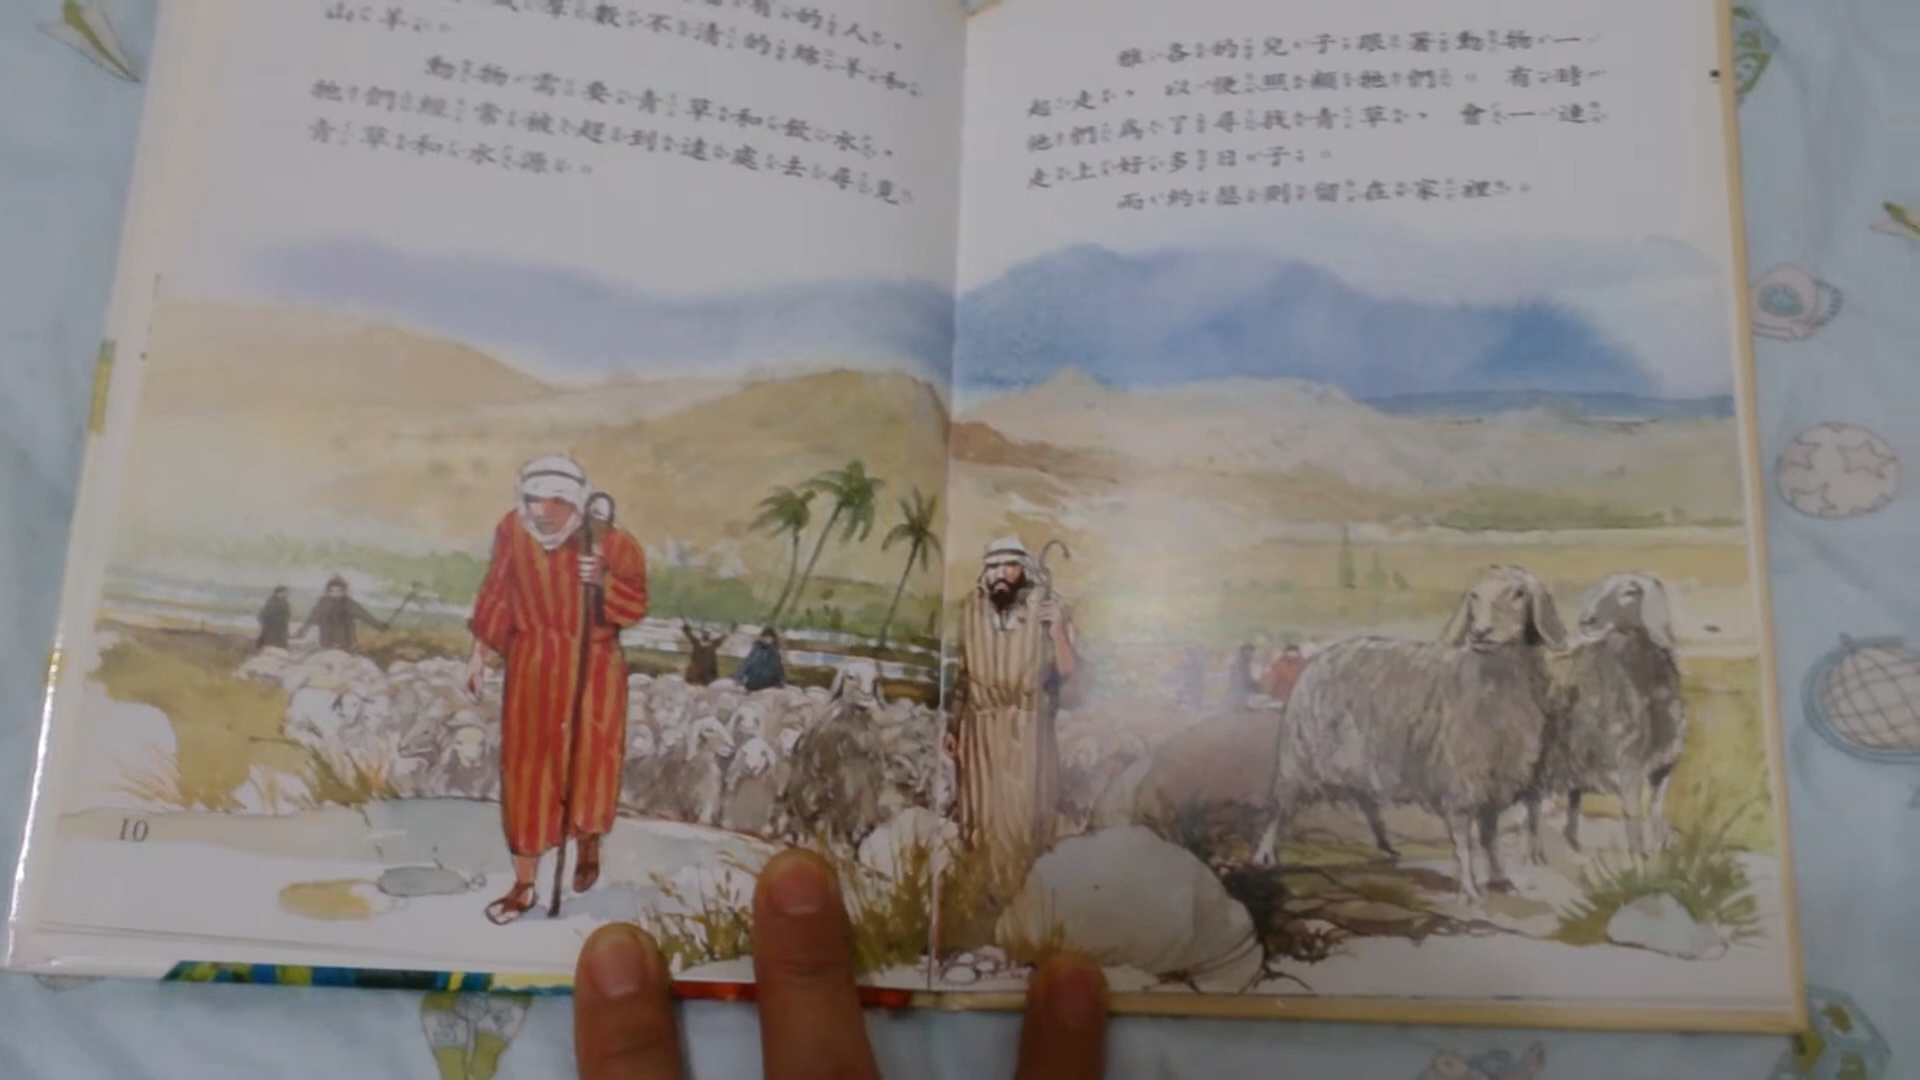 有的人，
群數不清的綿羊和
山羊。
動物需要青草和飲水，
牠們經常被趕到遠處去尋覓
青草和水源。
10
雅各的兒子跟著動物一
起走，以便照顧牠們。有時
牠們為了尋找青草，會一連
走上好多日子。
而約瑟則留在家裡。